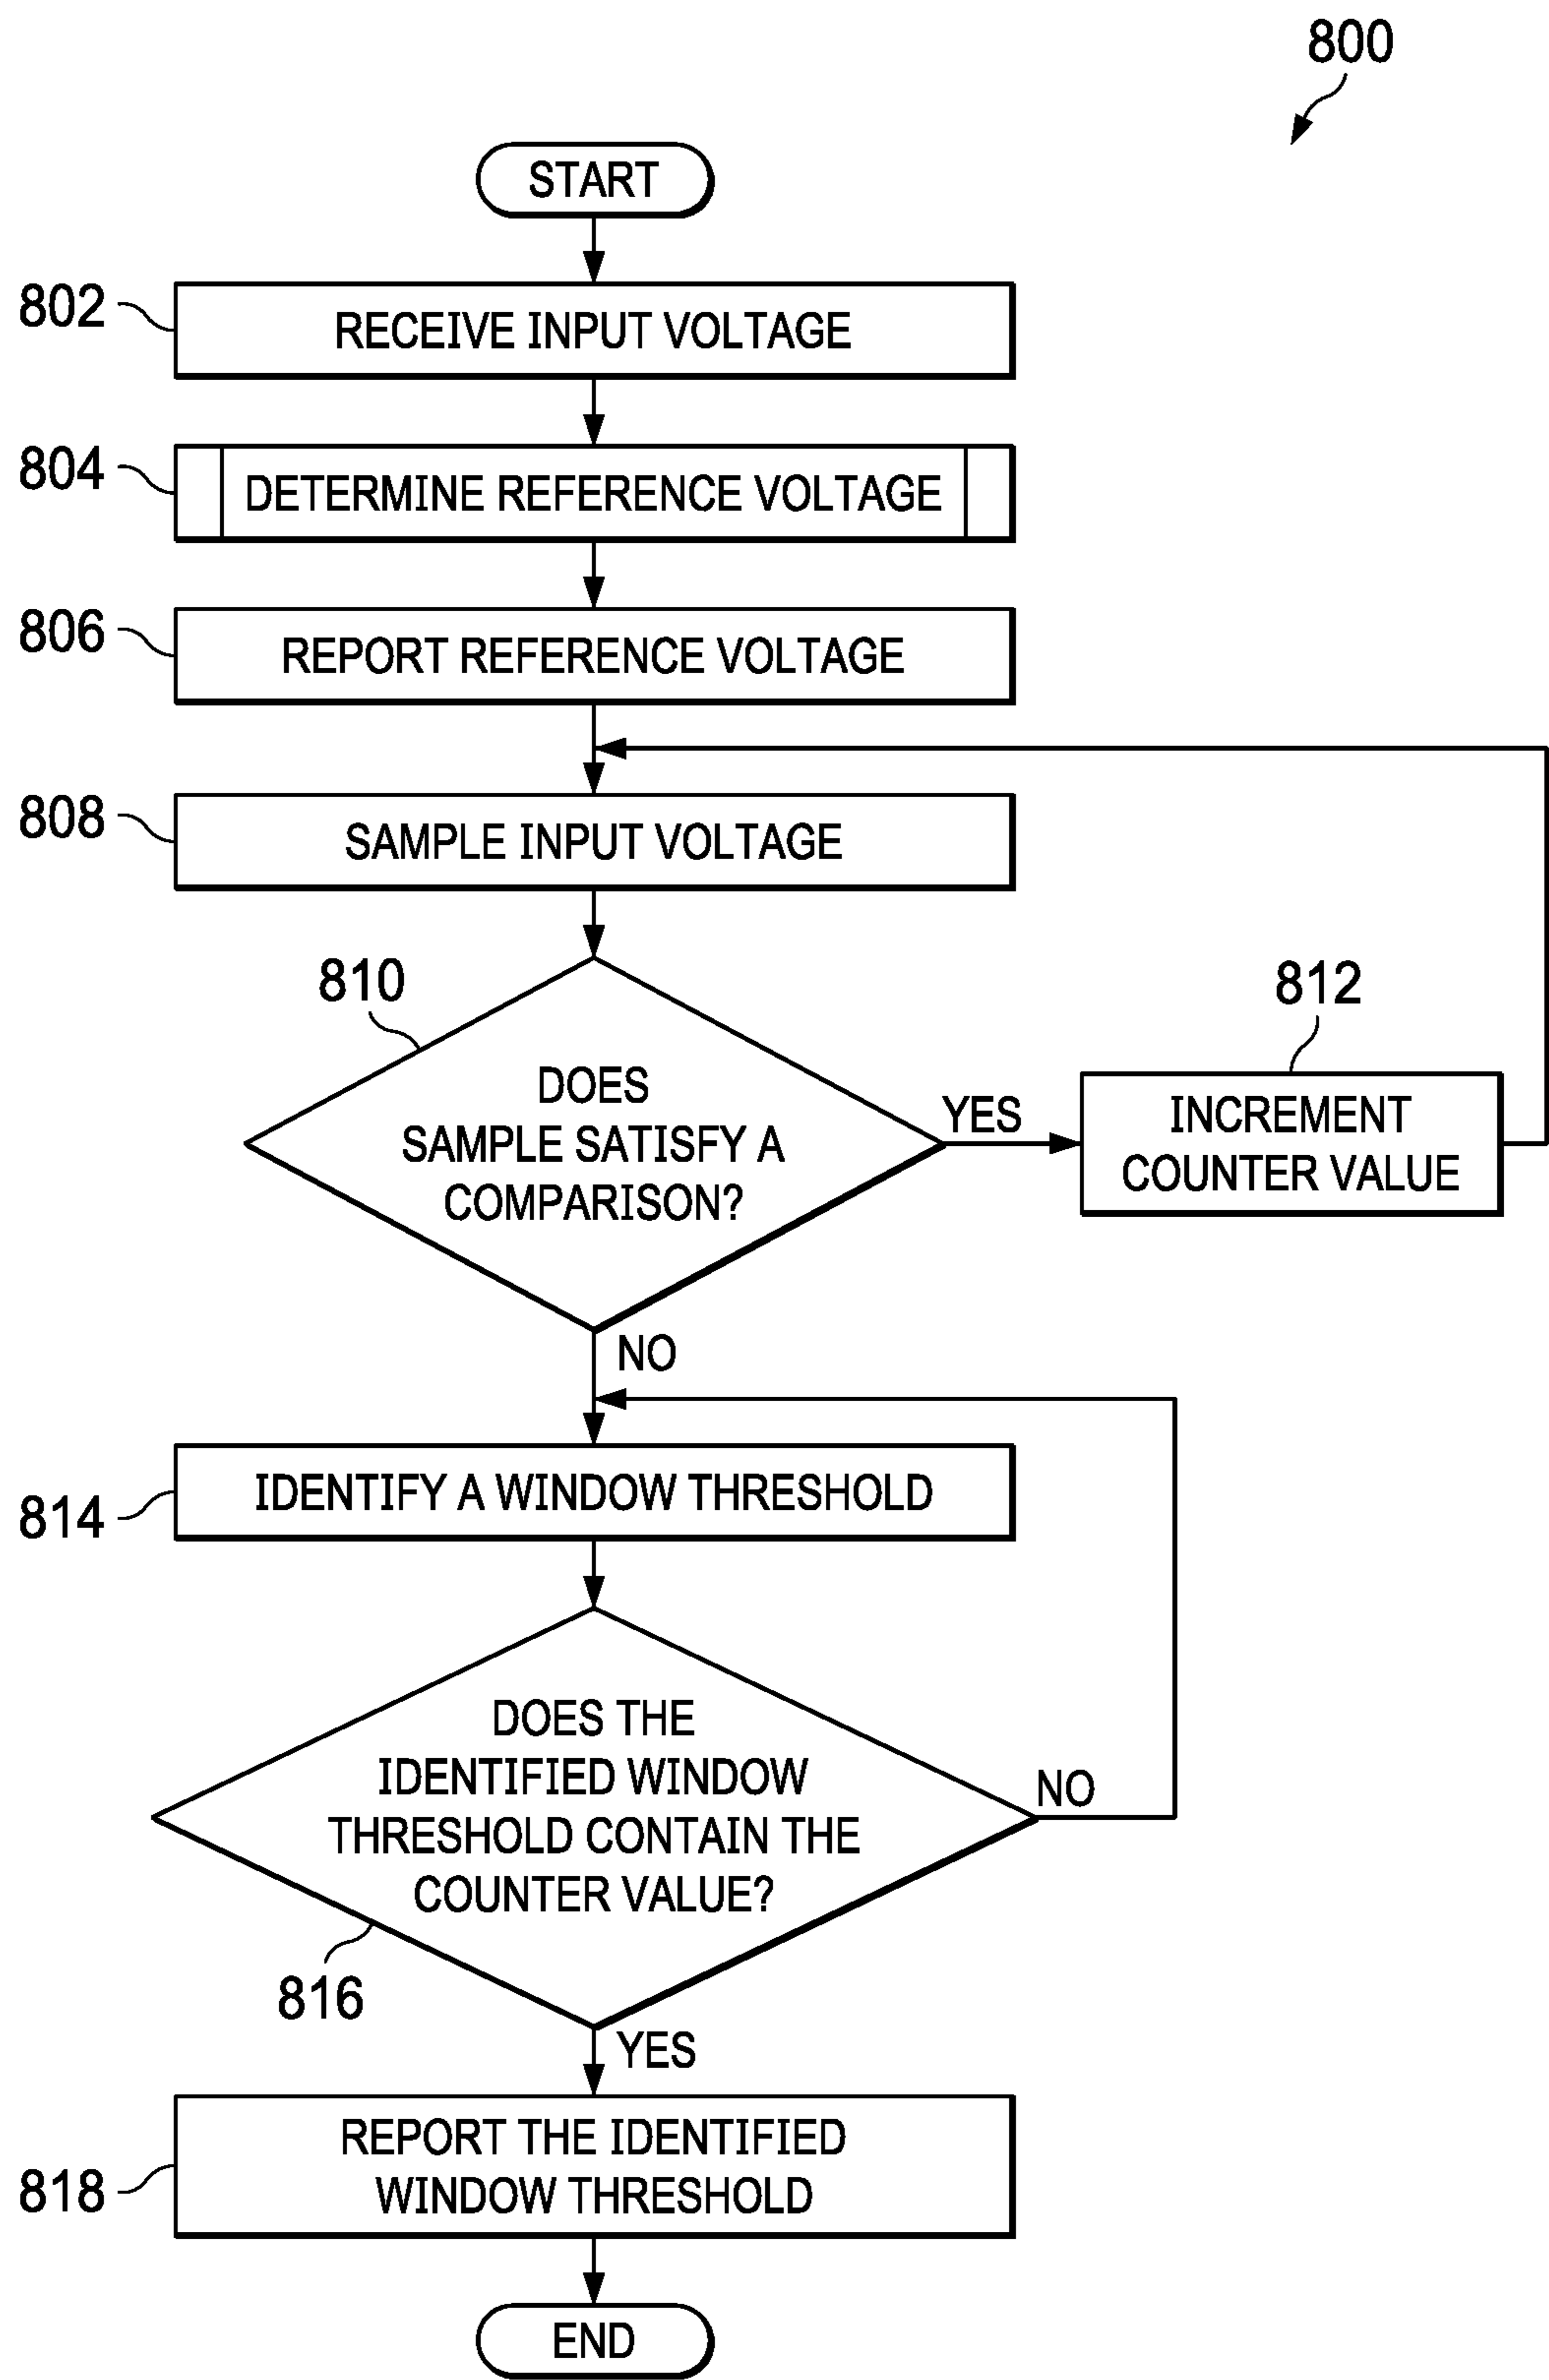 800
START
802
RECEIVE INPUT VOLTAGE
804
DETERMINE REFERENCE VOLTAGE
806
REPORT REFERENCE VOLTAGE
808
SAMPLE INPUT VOLTAGE
810
DOES
SAMPLE SATISFY A
COMPARISON?
YES
812
INCREMENT
COUNTER VALUE
NO
814
IDENTIFY A WINDOW THRESHOLD
DOES THE
IDENTIFIED WINDOW
THRESHOLD CONTAIN THE
COUNTER VALUE?
NO
816
YES
818
REPORT THE IDENTIFIED
WINDOW THRESHOLD
END